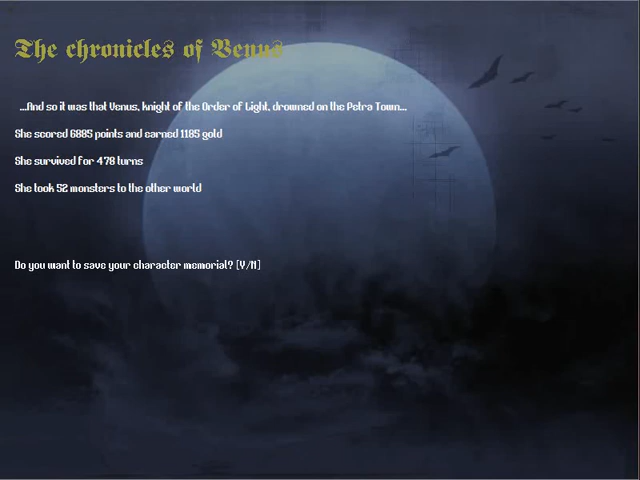 The chronicles of Venus
...And so it was that Venus, knight of the Order of Light, drowned on the Petra Town...
She scored 6885 points and earned 1185 gold
She survived for 478 turns
She took 52 monsters to the other world
Do you want to save your character memorial? [Y/N]